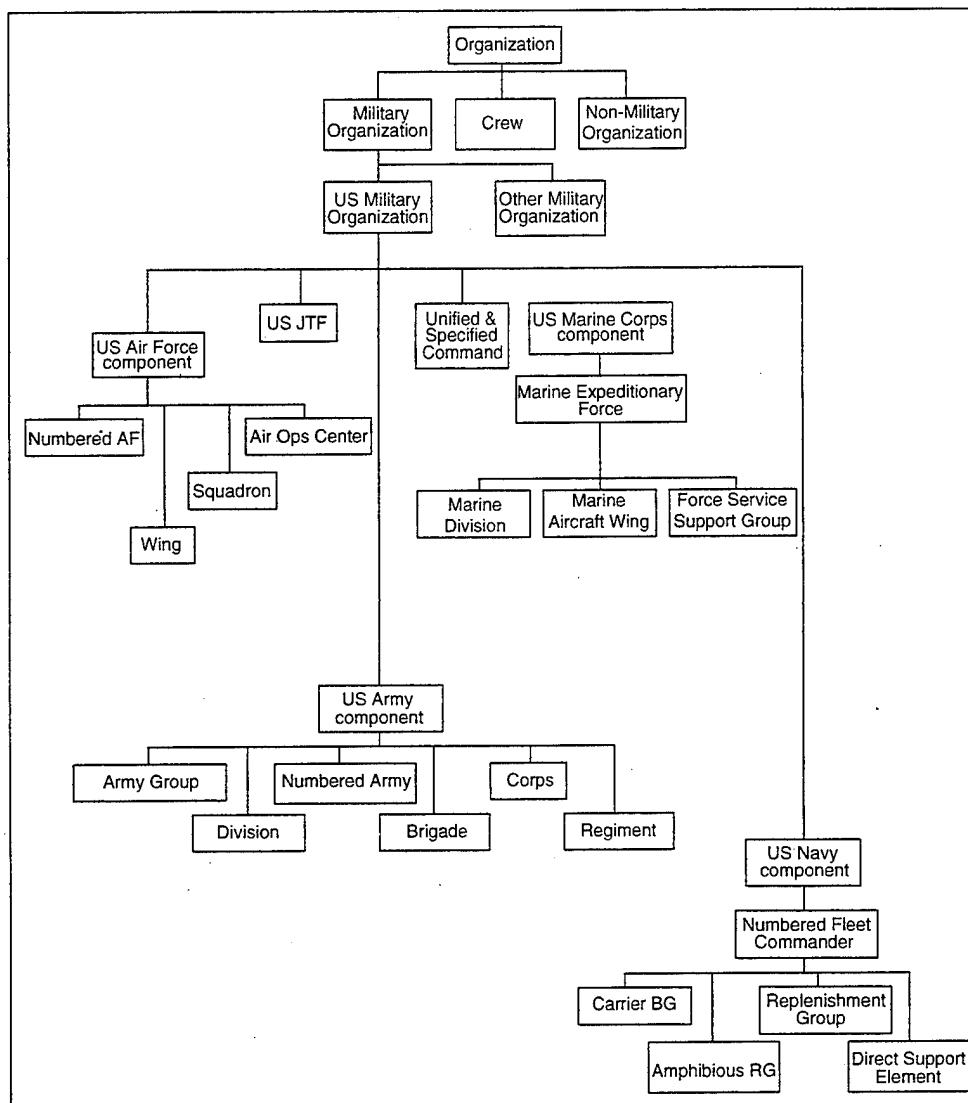 Organization
Military
Organization
Crew
Non-Military
Organization
US Military
Organization
Other Military
Organization
US Air Force
component
US JTF
Unified &
Specified
Command
US Marine Corps
component
Marine Expeditionary
Force
Numbered AF
Air Ops Center
Squadron
Wing
Marine
Division
Marine
Aircraft Wing
Force Service
Support Group
US Army
component
Army Group
Numbered Army
Corps
Division
Brigade
Regiment
US Navy
component
Numbered Fleet
Commander
Carrier BG
Replenishment
Group
Amphibious RG
Direct Support
Element